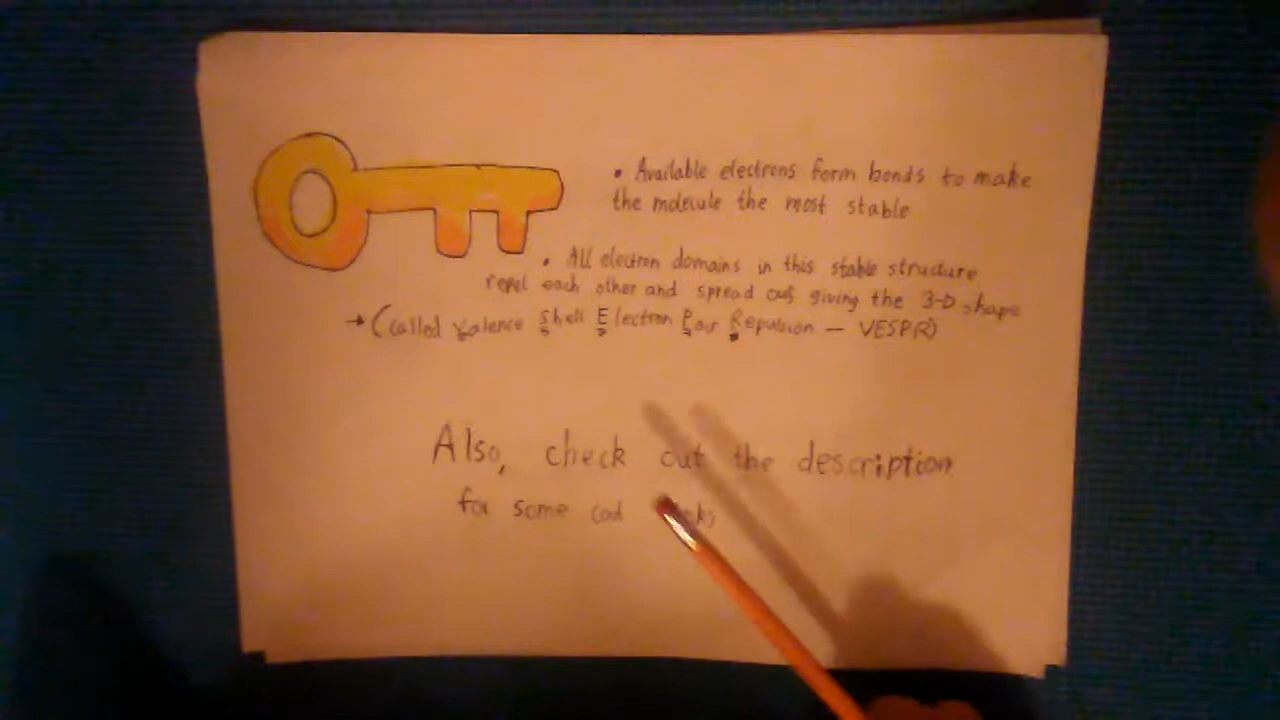 • Available electrons form bonds to make
the molecule the most stable
• All electron domains in this stable structure
repel each other and spread out giving the 3-D shape
→ (called Valence Shell Electron Pair Repulsion — VESPR)
Also, check out the description
for some cool